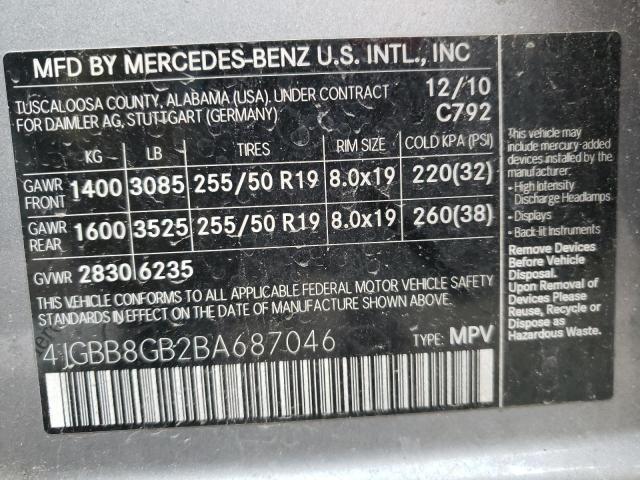 MFD BY MERCEDES-BENZ U.S. INTL., INC
TUSCALOOSA COUNTY, ALABAMA (USA). UNDER CONTRACT 12/10
FOR DAIMLER AG, STUTTGART (GERMANY) C792
KG LB TIRES RIM SIZE COLD KPA (PSI)
GAWR FRONT 1400 3085 255/50 R19 8.0x19 220(32)
GAWR REAR 1600 3525 255/50 R19 8.0x19 260(38)
GVWR 2830 6235
THIS VEHICLE CONFORMS TO ALL APPLICABLE FEDERAL MOTOR VEHICLE SAFETY
STANDARDS IN EFFECT ON THE DATE OF MANUFACTURE SHOWN ABOVE.
4JGBB8GB2BA687046 TYPE: MPV
This vehicle may
include mercury-added
devices installed by the
manufacturer:
- High Intensity
Discharge Headlamps
- Displays
- Back-lit Instruments
Remove Devices
Before Vehicle
Disposal.
Upon Removal of
Devices Please,
Reuse, Recycle or
Dispose as
Hazardous Waste.